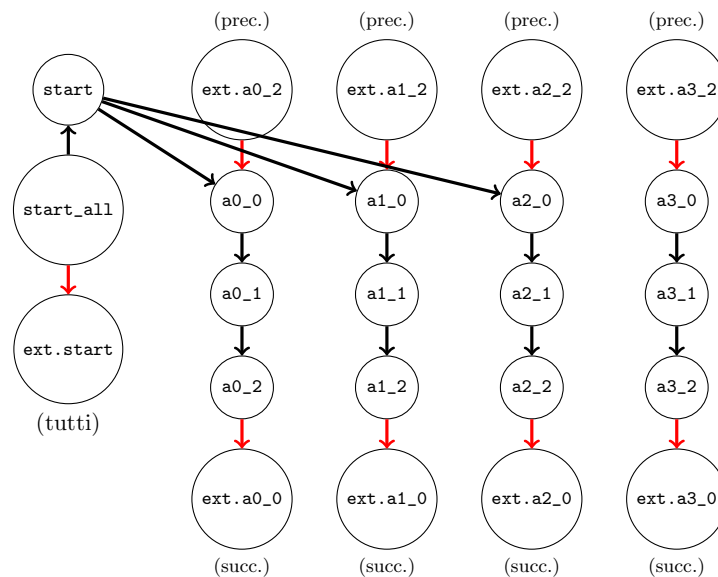 (prec.) (prec.) (prec.) (prec.)
start ext.a0_2 ext.a1_2 ext.a2_2 ext.a3_2
start_all a0_0 a1_0 a2_0 a3_0
a0_1 a1_1 a2_1 a3_1
ext.start
a0_2 a1_2 a2_2 a3_2
(tutti)
ext.a0_0 ext.a1_0 ext.a2_0 ext.a3_0
(succ.) (succ.) (succ.) (succ.)